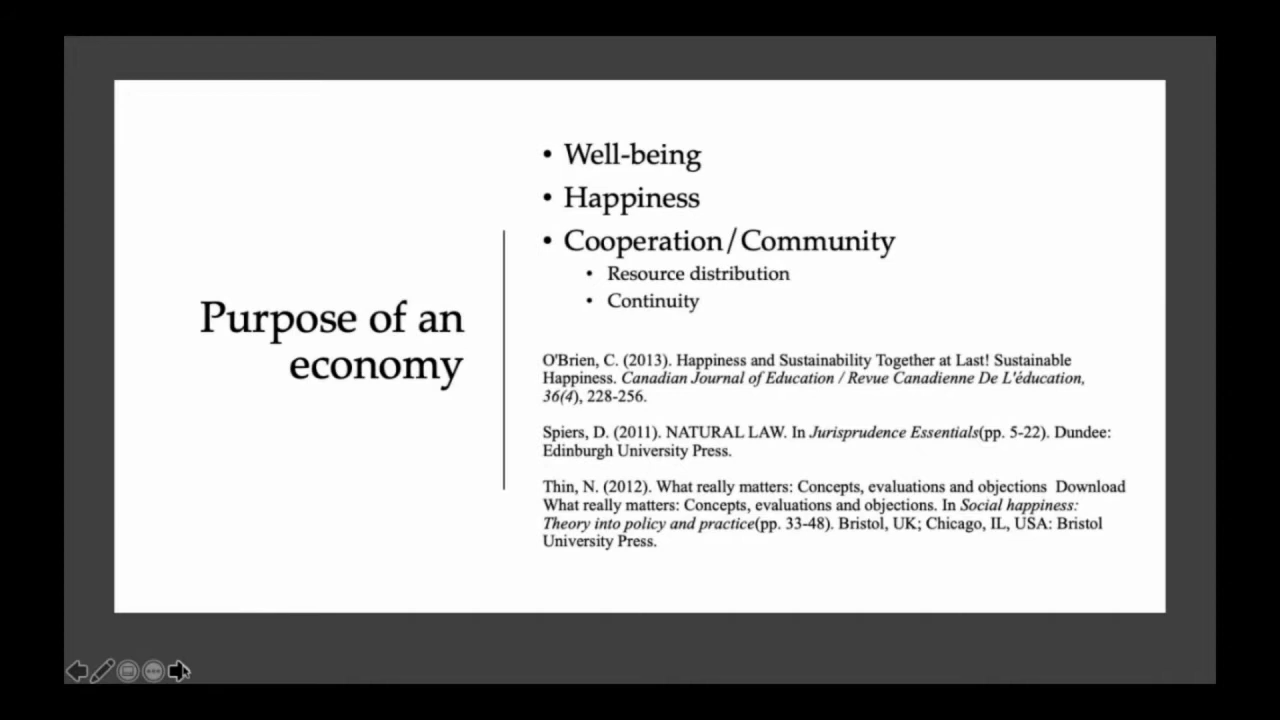 Purpose of an
economy
• Well-being
• Happiness
• Cooperation/Community
• Resource distribution
• Continuity
O'Brien, C. (2013). Happiness and Sustainability Together at Last! Sustainable
Happiness. Canadian Journal of Education / Revue Canadienne De L'éducation,
36(4), 228-256.
Spiers, D. (2011). NATURAL LAW. In Jurisprudence Essentials(pp. 5-22). Dundee:
Edinburgh University Press.
Thin, N. (2012). What really matters: Concepts, evaluations and objections  Download
What really matters: Concepts, evaluations and objections. In Social happiness:
Theory into policy and practice(pp. 33-48). Bristol, UK; Chicago, IL, USA: Bristol
University Press.